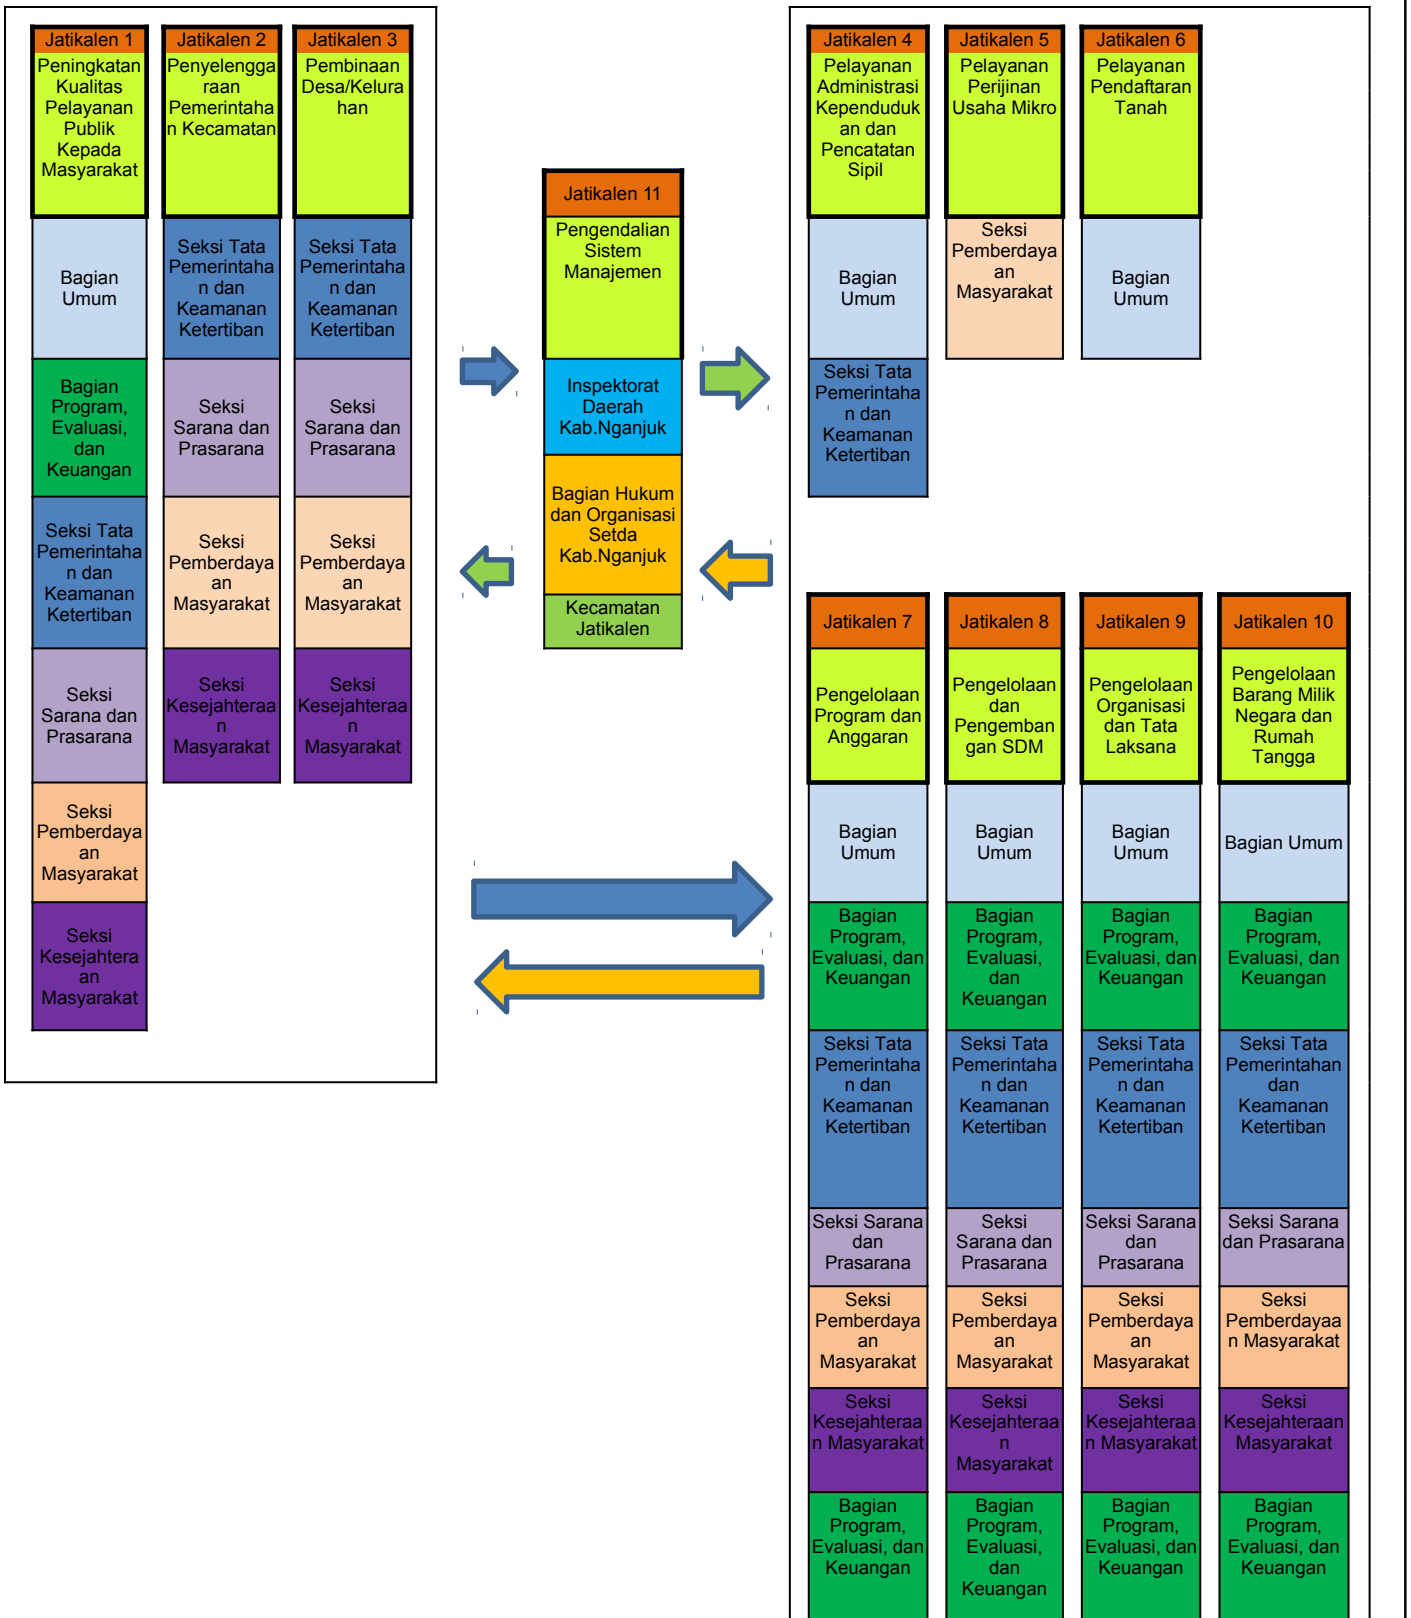 Jatikalen 1
Peningkatan
Kualitas
Pelayanan
Publik
Kepada
Masyarakat
Bagian
Umum
Bagian
Program,
Evaluasi,
dan
Keuangan
Seksi Tata
Pemerintaha
n dan
Keamanan
Ketertiban
Seksi
Sarana dan
Prasarana
Seksi
Pemberdaya
an
Masyarakat
Seksi
Kesejahtera
an
Masyarakat
Jatikalen 2
Penyelengga
raan
Pemerintaha
n Kecamatan
Seksi Tata
Pemerintaha
n dan
Keamanan
Ketertiban
Seksi
Sarana dan
Prasarana
Seksi
Pemberdaya
an
Masyarakat
Seksi
Kesejahteraa
n
Masyarakat
Jatikalen 3
Pembinaan
Desa/Kelura
han
Seksi Tata
Pemerintaha
n dan
Keamanan
Ketertiban
Seksi
Sarana dan
Prasarana
Seksi
Pemberdaya
an
Masyarakat
Seksi
Kesejahteraa
n
Masyarakat
Jatikalen 11
Pengendalian
Sistem
Manajemen
Inspektorat
Daerah
Kab.Nganjuk
Bagian Hukum
dan Organisasi
Setda
Kab.Nganjuk
Kecamatan
Jatikalen
Jatikalen 4
Pelayanan
Administrasi
Kependuduk
an dan
Pencatatan
Sipil
Bagian
Umum
Seksi Tata
Pemerintaha
n dan
Keamanan
Ketertiban
Jatikalen 5
Pelayanan
Perijinan
Usaha Mikro
Seksi
Pemberdaya
an
Masyarakat
Jatikalen 6
Pelayanan
Pendaftaran
Tanah
Bagian
Umum
Jatikalen 7
Pengelolaan
Program dan
Anggaran
Bagian
Umum
Bagian
Program,
Evaluasi, dan
Keuangan
Seksi Tata
Pemerintaha
n dan
Keamanan
Ketertiban
Seksi Sarana
dan
Prasarana
Seksi
Pemberdaya
an
Masyarakat
Seksi
Kesejahteraa
n Masyarakat
Bagian
Program,
Evaluasi, dan
Keuangan
Jatikalen 8
Pengelolaan
dan
Pengemban
gan SDM
Bagian
Umum
Bagian
Program,
Evaluasi,
dan
Keuangan
Seksi Tata
Pemerintaha
n dan
Keamanan
Ketertiban
Seksi
Sarana dan
Prasarana
Seksi
Pemberdaya
an
Masyarakat
Seksi
Kesejahteraa
n
Masyarakat
Bagian
Program,
Evaluasi,
dan
Keuangan
Jatikalen 9
Pengelolaan
Organisasi
dan Tata
Laksana
Bagian
Umum
Bagian
Program,
Evaluasi, dan
Keuangan
Seksi Tata
Pemerintaha
n dan
Keamanan
Ketertiban
Seksi Sarana
dan
Prasarana
Seksi
Pemberdaya
an
Masyarakat
Seksi
Kesejahteraa
n Masyarakat
Bagian
Program,
Evaluasi, dan
Keuangan
Jatikalen 10
Pengelolaan
Barang Milik
Negara dan
Rumah
Tangga
Bagian Umum
Bagian
Program,
Evaluasi, dan
Keuangan
Seksi Tata
Pemerintahan
dan
Keamanan
Ketertiban
Seksi Sarana
dan Prasarana
Seksi
Pemberdayaa
n Masyarakat
Seksi
Kesejahteraan
Masyarakat
Bagian
Program,
Evaluasi, dan
Keuangan